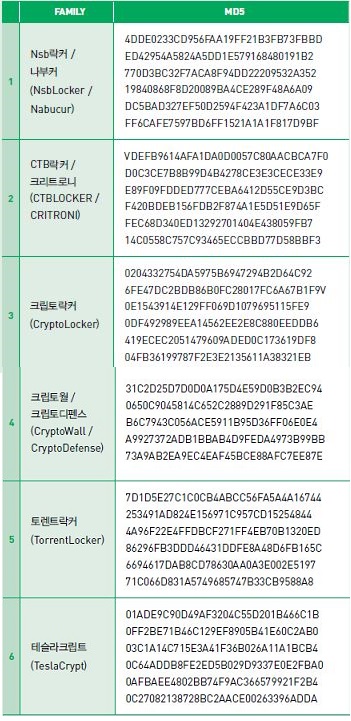 FAMILY MD5
1
Nsb락커 /
나부커
(NsbLocker /
Nabucur)
4DDE0233CD956FAA19FF21B3FB73FBBD
ED42954A5824A5DD1E579168480191B2
770D3BC32F7ACA8F94DD22209532A352
19840868F8D20089BA4CE289F48A6A09
DC5BAD327EF50D2594F423A1DF7A6C03
FF6CAFE7597BD6FF1521A1A1F817D9BF
2
CTB락커 /
크리트로니
(CTBLOCKER /
CRITRONI)
VDEFB9614AFA1DA0D0057C80AACBCA7F0
D0C3CE7B8B99D4B4278CE3E3CECE33E9
E89F09FDDED777CEBA6412D55CE9D3BC
F420BDEB156FDB2F874A1E5D51E9D65F
FEC68D340ED13292701404E438059FB7
14C0558C757C93465ECCBBD77D58BBF3
3
크립토락커
(CryptoLocker)
0204332754DA5975B6947294B2D64C92
6FE47DC2BDB86B0FC28017FC6A67B1F9V
0E1543914E129FF069D1079695115FE9
0DF492989EEA14562EE2E8C880EEDDB6
419ECEC2051479609ADED0C173619DF8
04FB36199787F2E3E2135611A38321EB
4
크립토월 /
크립토디펜스
(CryptoWall /
CryptoDefense)
31C2D25D7D0D0A175D4E59D0B3B2EC94
0650C9045814C652C2889D291F85C3AE
B6C7943C056ACE5911B95D36FF06E0E4
A9927372ADB1BBAB4D9FEDA4973B99BB
73A9AB2EA9EC4EAF45BCE88AFC7EE87E
5
토렌트락커
(TorrentLocker)
7D1D5E27C1C0CB4ABCC56FA5A4A16744
253491AD824E156971C957CD15254844
4A96F22E4FFDBCF271FF4EB70B1320ED
86296FB3DDD46431DDFE8A48D6FB165C
6694617DAB8CD78630AA0A3E002E5197
71C066D831A5749685747B33CB9588A8
6
테슬라크립트
(TeslaCrypt)
01ADE9C90D49AF3204C55D201B466C1B
0FF2BE71B46C129EF8905B41E60C2AB0
03C1A14C715E3A41F36B026A11A1BCB4
0C64ADDB8FE2ED5B029D9337E0E2FBA0
0AFBAEE4802BB74F9AC366579921F2B4
0C27082138728BC2AACE00263396ADDA